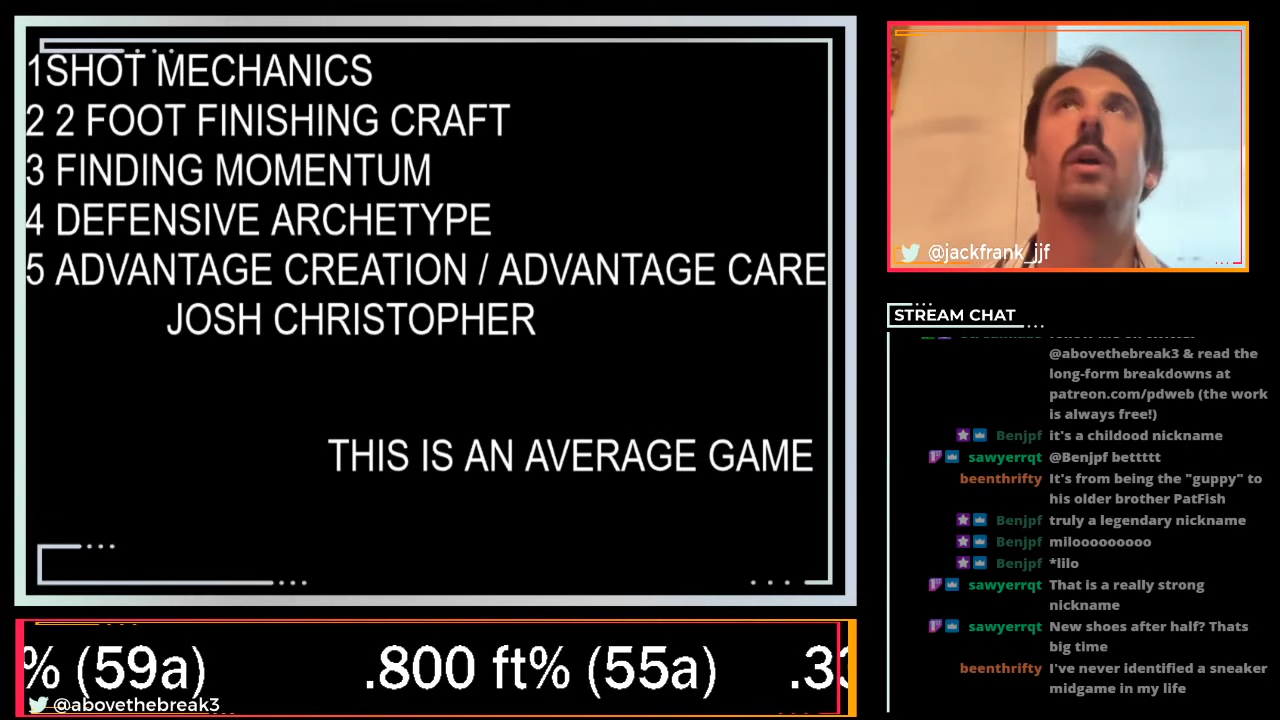 1SHOT MECHANICS
2 2 FOOT FINISHING CRAFT
3 FINDING MOMENTUM
4 DEFENSIVE ARCHETYPE
5 ADVANTAGE CREATION / ADVANTAGE CARE
JOSH CHRISTOPHER
THIS IS AN AVERAGE GAME
% (59a) .800 ft% (55a) .33
@abovethebreak3
@jackfrank_jjf
STREAM CHAT
@abovethebreak3 & read the
long-form breakdowns at
patreon.com/pdweb (the work
is always free!)
Benjpf it's a childood nickname
sawyerrqt @Benjpf bettttt
beenthrifty It's from being the "guppy" to
his older brother PatFish
Benjpf truly a legendary nickname
Benjpf milooooooooo
Benjpf *lilo
sawyerrqt That is a really strong
nickname
sawyerrqt New shoes after half? Thats
big time
beenthrifty I've never identified a sneaker
midgame in my life